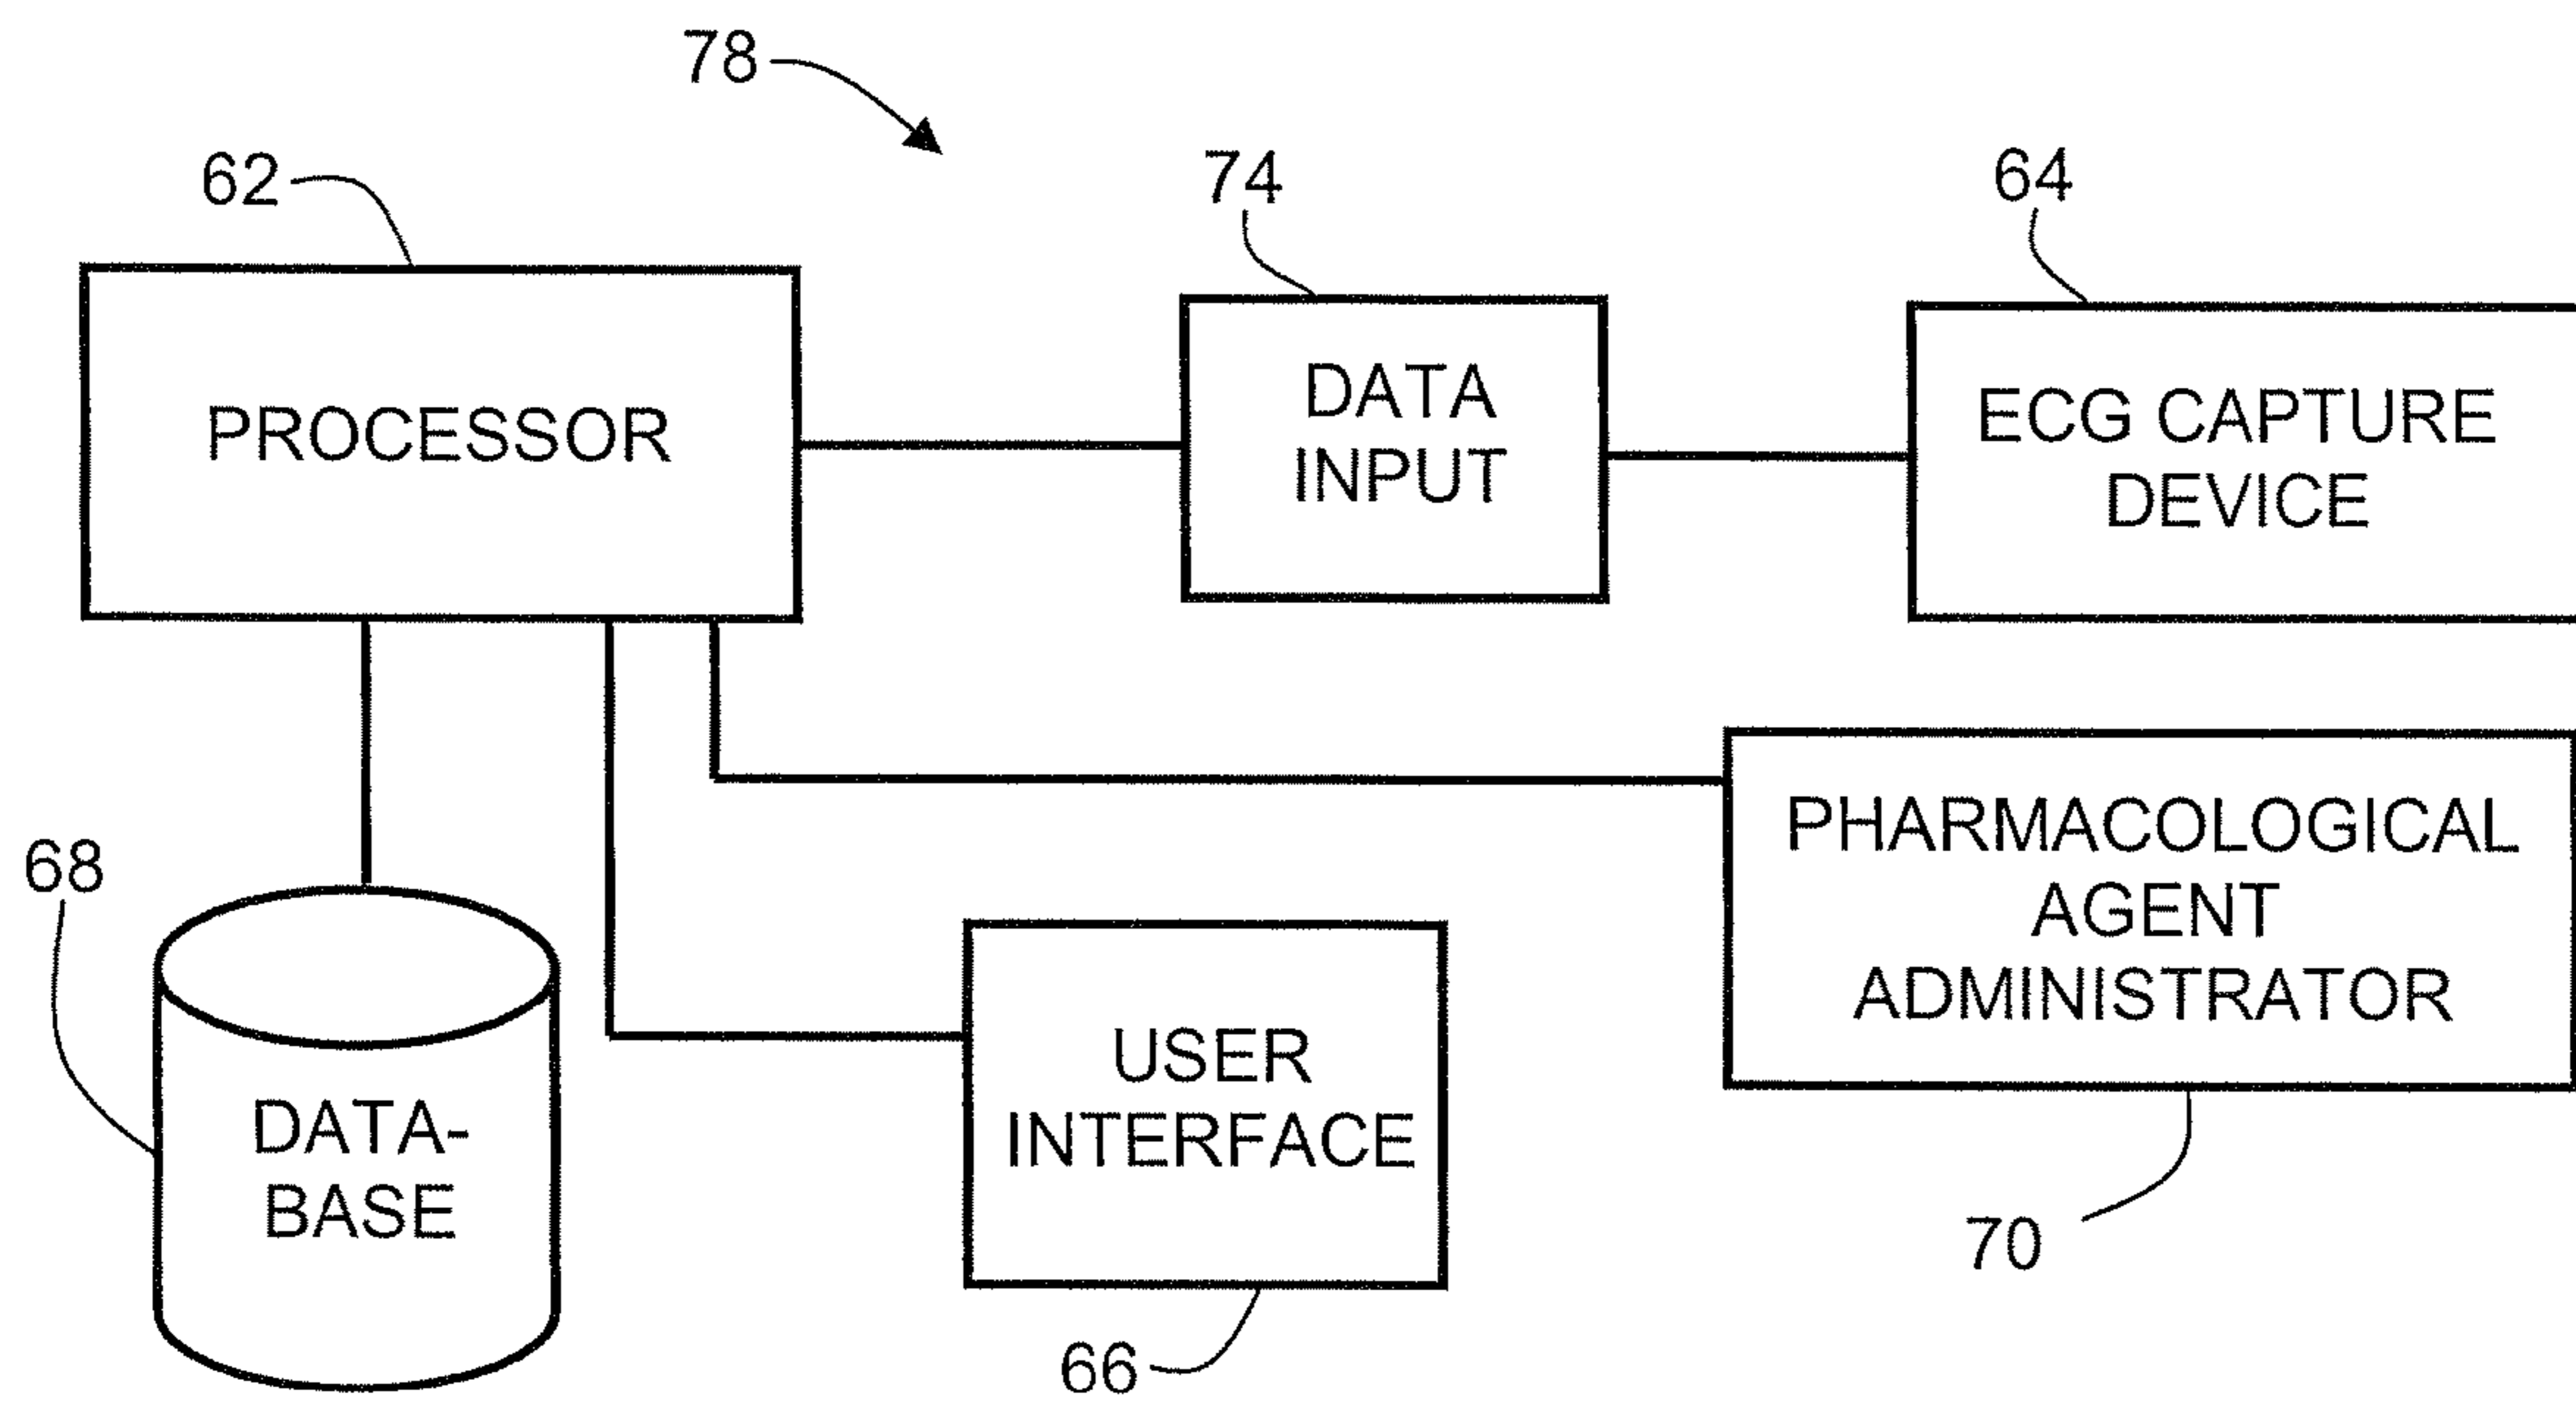 78
62
74
64
PROCESSOR
DATA
INPUT
ECG CAPTURE
DEVICE
68
DATA-
BASE
USER
INTERFACE
66
PHARMACOLOGICAL
AGENT
ADMINISTRATOR
70